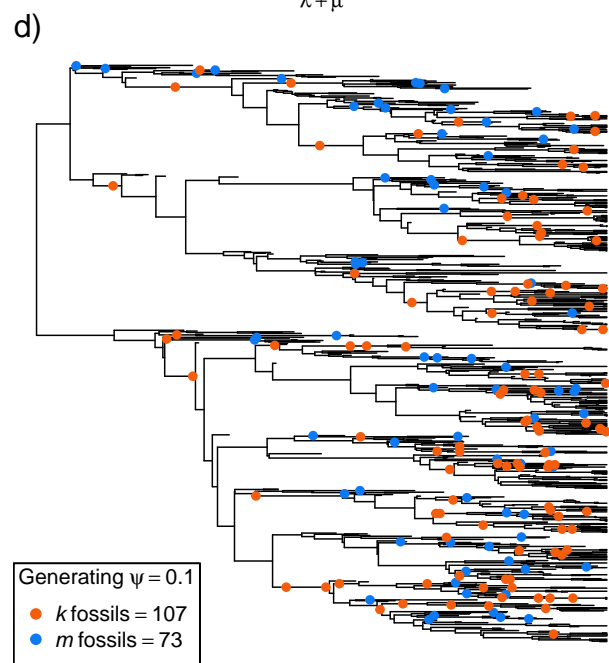 λ+μ
d)
Generating ψ = 0.1
k fossils = 107
m fossils = 73